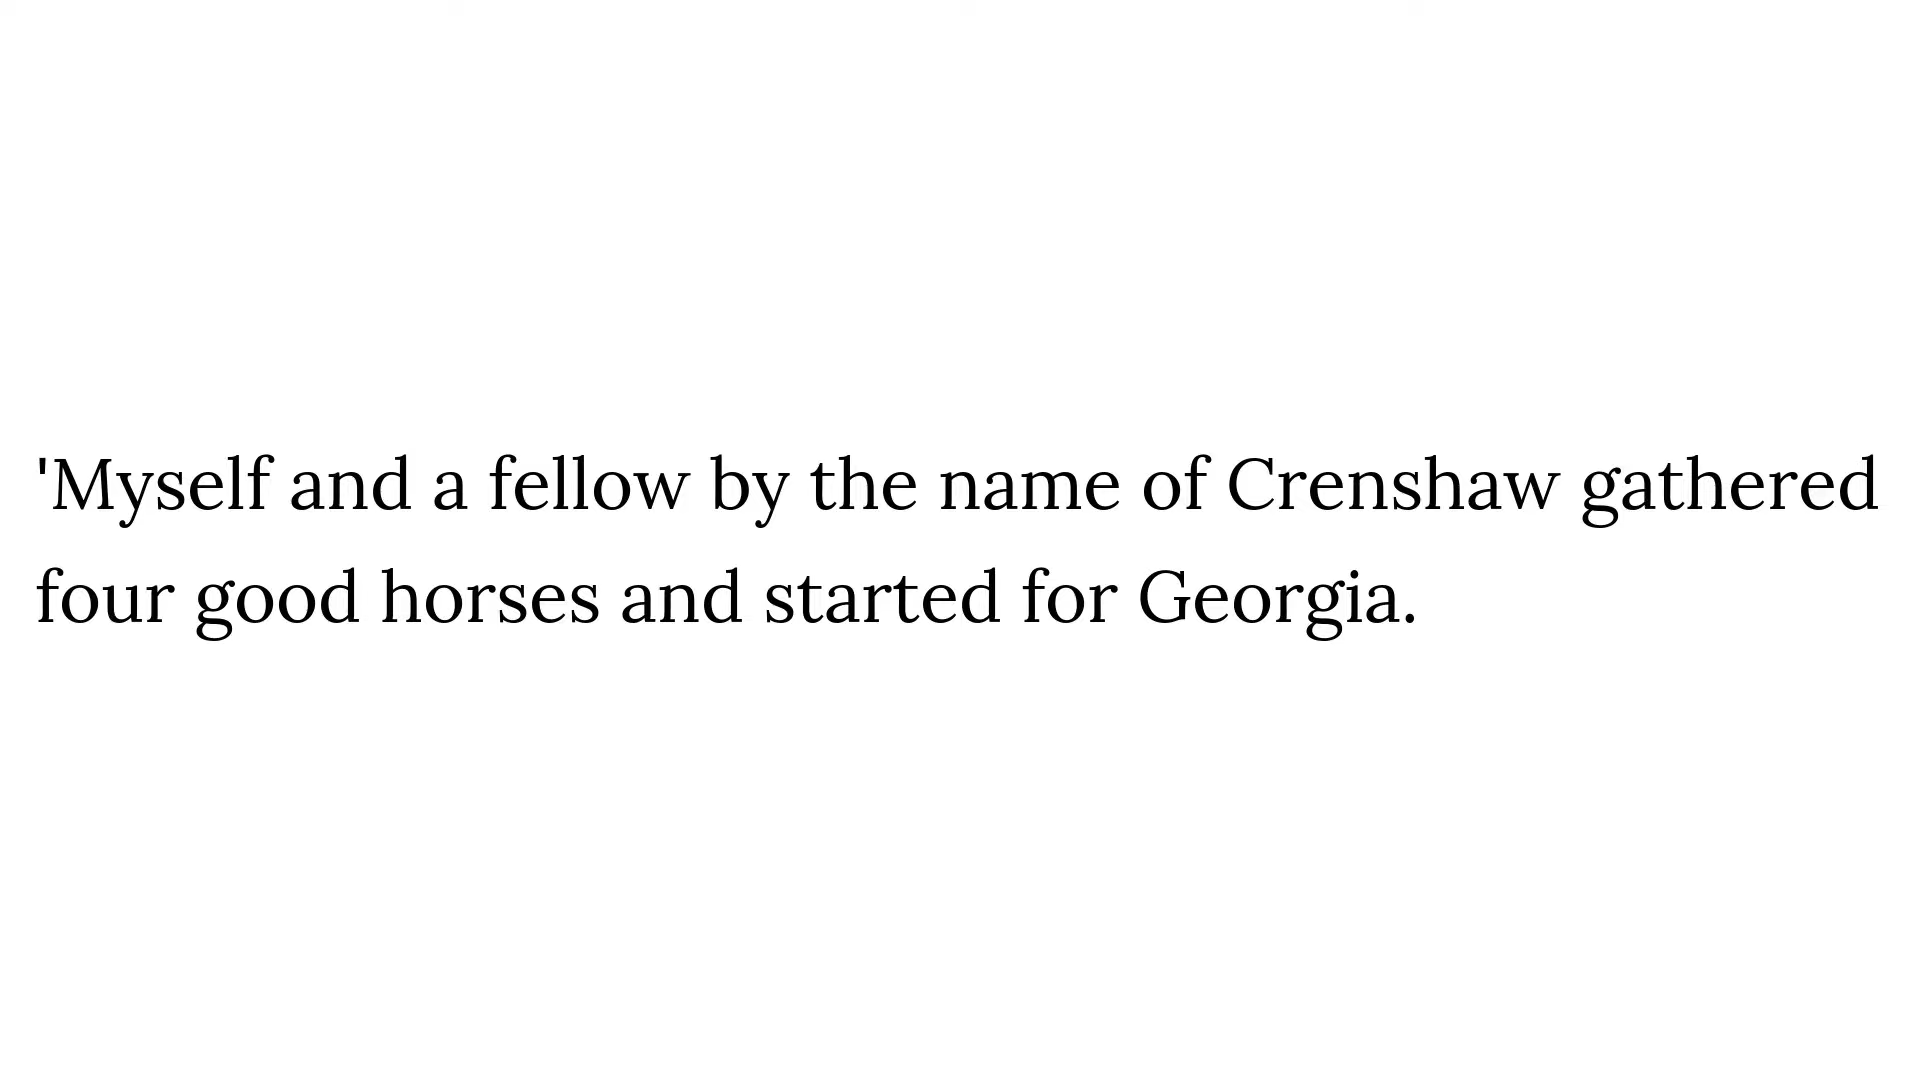 'Myself and a fellow by the name of Crenshaw gathered
four good horses and started for Georgia.